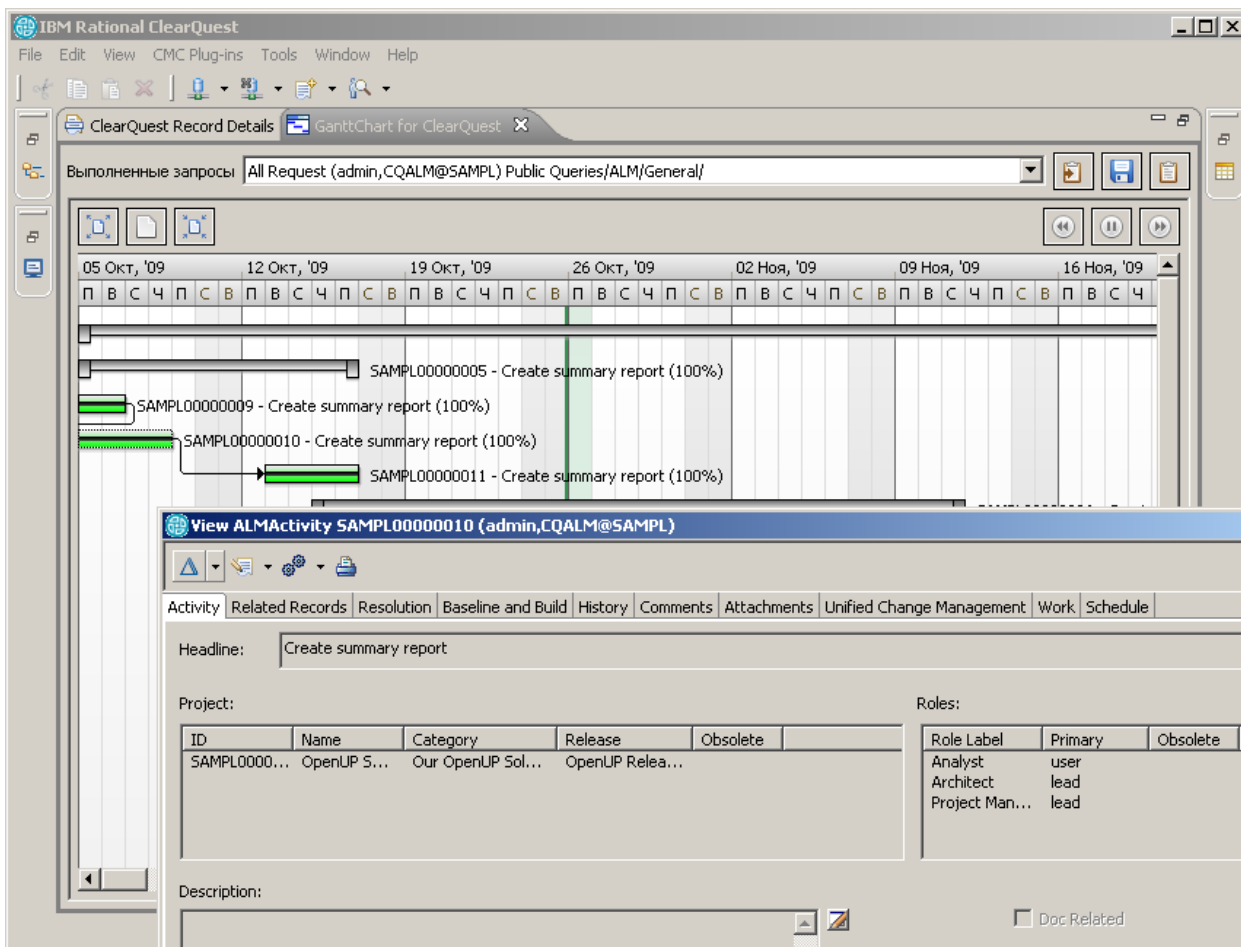 IBM Rational ClearQuest
File Edit View CMC Plug-ins Tools Window Help
ClearQuest Record Details GanttChart for ClearQuest
Выполненные запросы All Request (admin,CQALM@SAMPL) Public Queries/ALM/General/
05 Окт, '09 12 Окт, '09 19 Окт, '09 26 Окт, '09 02 Ноя, '09 09 Ноя, '09 16 Ноя, '09
П В С Ч П С В П В С Ч П С В П В С Ч П С В П В С Ч П С В П В С Ч П С В П В С Ч П С В П В С Ч
SAMPL00000005 - Create summary report (100%)
SAMPL00000009 - Create summary report (100%)
SAMPL00000010 - Create summary report (100%)
SAMPL00000011 - Create summary report (100%)
View ALMActivity SAMPL00000010 (admin,CQALM@SAMPL)
Activity Related Records Resolution Baseline and Build History Comments Attachments Unified Change Management Work Schedule
Headline: Create summary report
Project: Roles:
ID Name Category Release Obsolete Role Label Primary Obsolete
SAMPL0000... OpenUP S... Our OpenUP Sol... OpenUP Relea... Analyst user
Architect lead
Project Man... lead
Description:
Doc Related